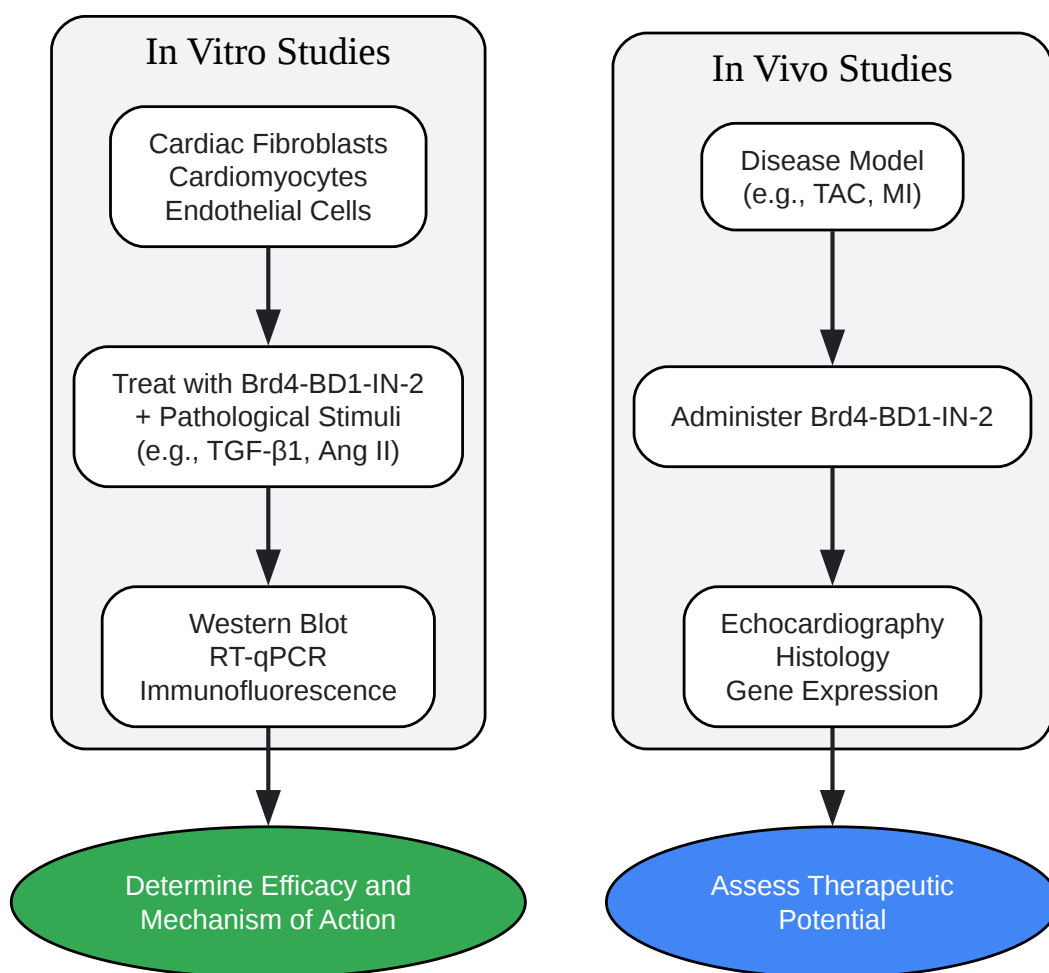 In Vitro Studies
Cardiac Fibroblasts
Cardiomyocytes
Endothelial Cells
Treat with Brd4-BD1-IN-2
+ Pathological Stimuli
(e.g., TGF-β1, Ang II)
Western Blot
RT-qPCR
Immunofluorescence
Determine Efficacy and
Mechanism of Action
In Vivo Studies
Disease Model
(e.g., TAC, MI)
Administer Brd4-BD1-IN-2
Echocardiography
Histology
Gene Expression
Assess Therapeutic
Potential